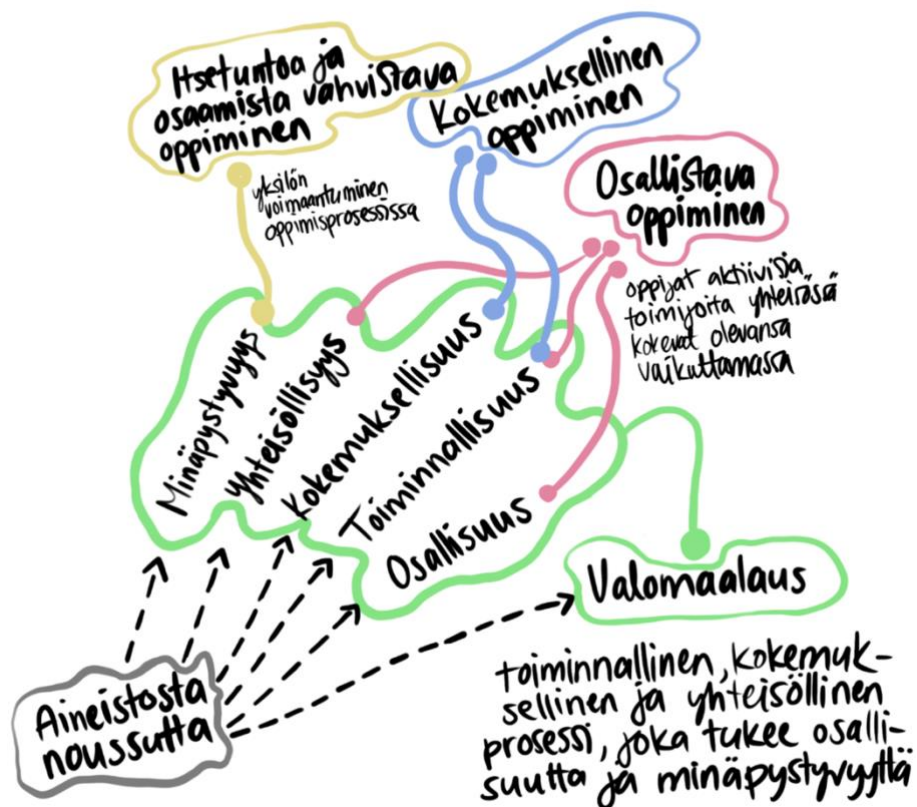 Itsetuntoa ja
osaamista vahvistava
oppiminen
Kokemuksellinen
oppiminen
Osallistava
oppiminen
yksilön
voimaantuminen
oppimisprosessissa
oppijat aktiivisia
toimijoita yhteisössä
kokevat olevansa
vaikuttamassa
Minäpystyvyys
Yhteisöllisyys
Kokemuksellisuus
Toiminnallisuus
Osallisuus
Valomaalaus
Aineistosta
noussutta
toiminnallinen, kokemuk-
sellinen ja yhteisöllinen
prosessi, joka tukee osalli-
suutta ja minäpystyvyyttä